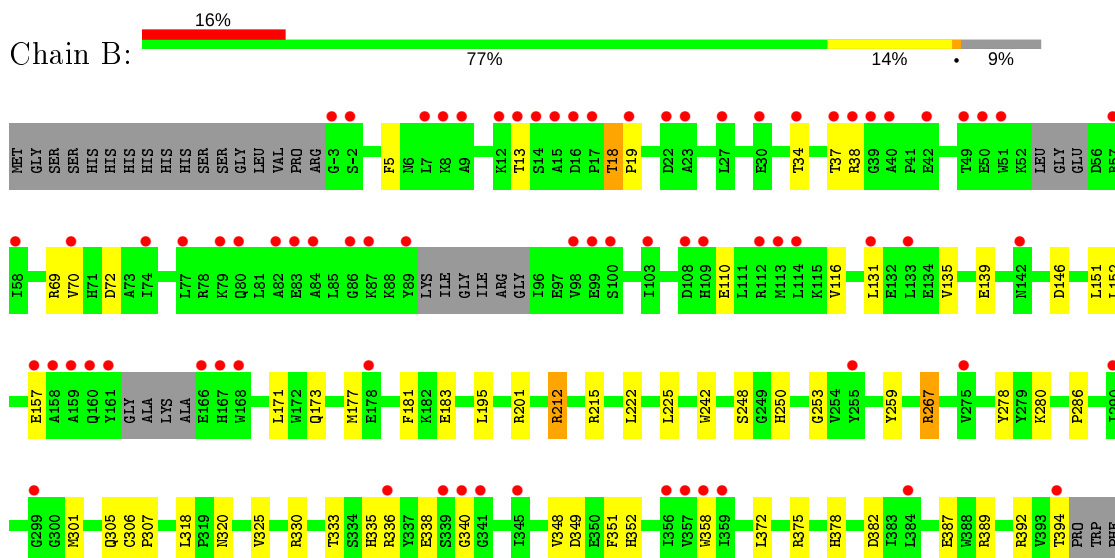 Chain B:
16%
77% 14% • 9%
MET GLY SER SER HIS HIS HIS HIS HIS HIS SER SER GLY LEU VAL PRO ARG G-3 S-2 F5 N6 L7 K8 A9 K12 T13 S14 A15 D16 P17 T18 P19 D22 A23 L27 E30 T34 T37 R38 G39 A40 P41 E42 T49 E50 W51 K52 LEU GLY GLU D56
I58 R69 V70 H71 D72 A73 I74 L77 R78 K79 Q80 L81 A82 E83 A84 L85 G86 K87 K88 Y89 LYS ILE GLY ILE ARG GLY I96 E97 V98 E99 S100 I103 D108 H109 E110 L111 R112 M113 L114 K115 V116 L131 E132 L133 E134 V135 E139 N142 D146 L151 L152
E157 A158 A159 Q160 Y161 GLY ALA LYS ALA E166 H167 W168 L171 W172 Q173 M177 E178 F181 K182 E183 L195 R201 R212 R215 L222 L225 W242 S248 G249 H250 G253 V254 Y255 Y259 R267 V275 Y278 Y279 K280 P286
G299 G300 M301 Q305 C306 P307 L318 P319 N320 V325 R330 T333 S334 H335 R336 Y337 E338 S339 G340 G341 I345 V348 D349 E350 F351 H352 I356 V357 W358 I359 L372 R375 H378 D382 I383 L384 E387 W388 R389 R392 V393 T394 PRO TRP